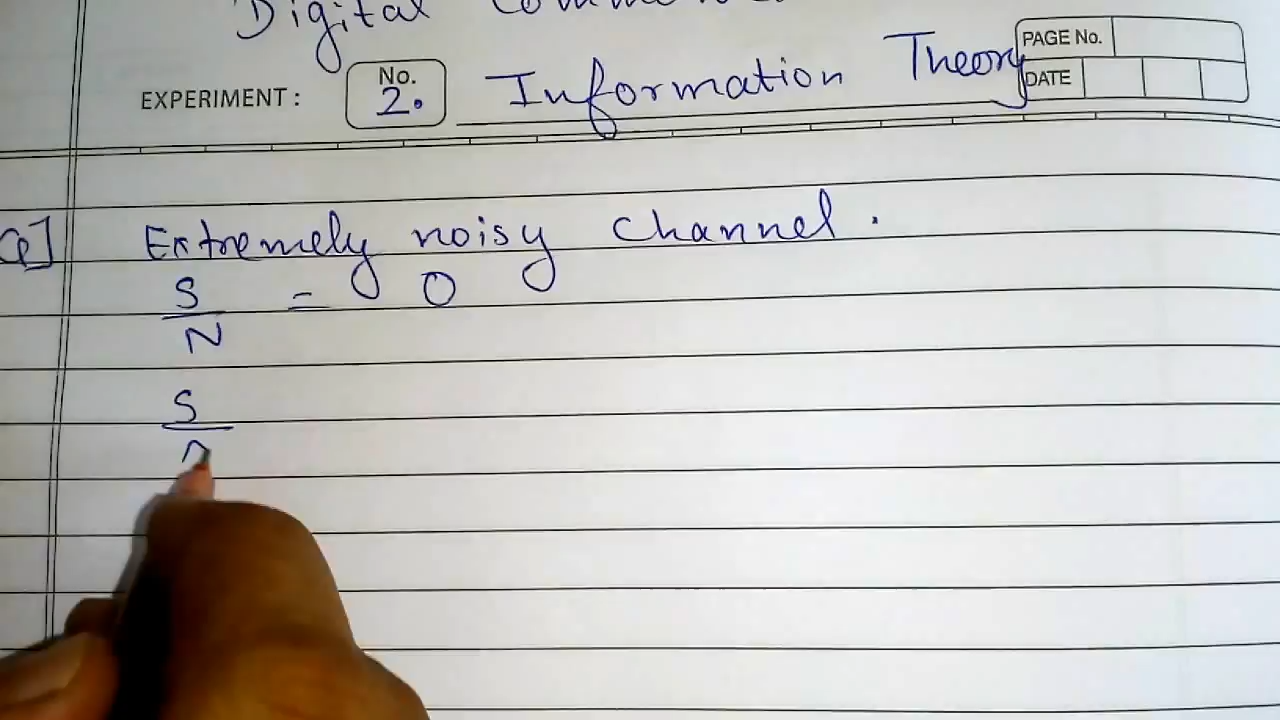 Digital
EXPERIMENT: No. 2. Information Theory PAGE No.
DATE
Q] Extremely noisy channel.
S/N = 0
S